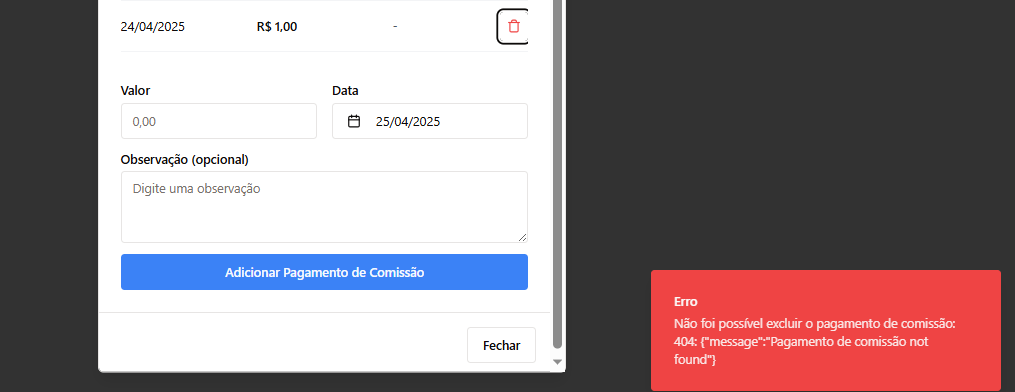 24/04/2025 R$ 1,00 -
Valor Data
0,00 25/04/2025
Observação (opcional)
Digite uma observação
Adicionar Pagamento de Comissão
Fechar
Erro
Não foi possível excluir o pagamento de comissão:
404: {"message":"Pagamento de comissão not
found"}